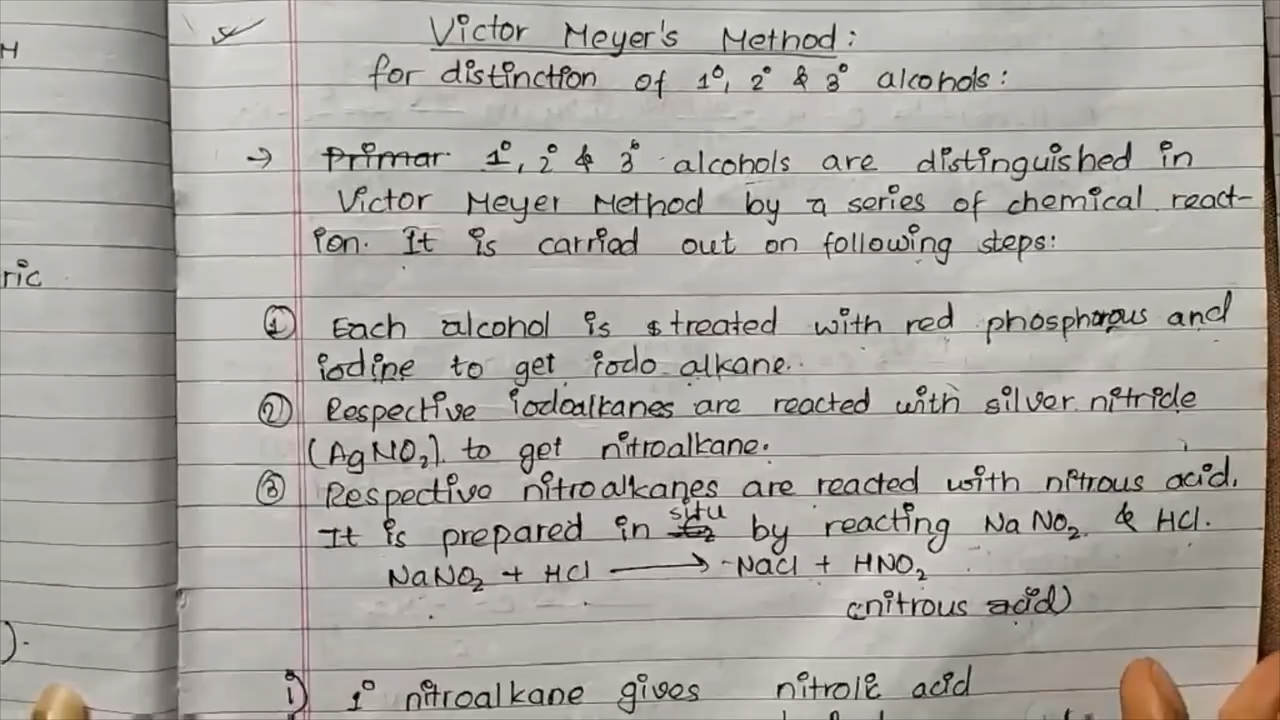 H
ric
).
Victor Meyer's Method:
for distinction of 1°, 2° & 3° alcohols:
→ Primar 1°, 2° & 3° alcohols are distinguished in
Victor Meyer Method by a series of chemical react-
ion. It is carried out on following steps:
① Each alcohol is treated with red phosphorous and
iodine to get iodo alkane.
② Respective iodoalkanes are reacted with silver nitride
(AgNO₂) to get nitroalkane.
③ Respective nitroalkanes are reacted with nitrous acid.
It is prepared in situ by reacting NaNO₂ & HCl.
NaNO₂ + HCl ⟶ NaCl + HNO₂
(nitrous acid)
i) 1° nitroalkane gives nitrolic acid